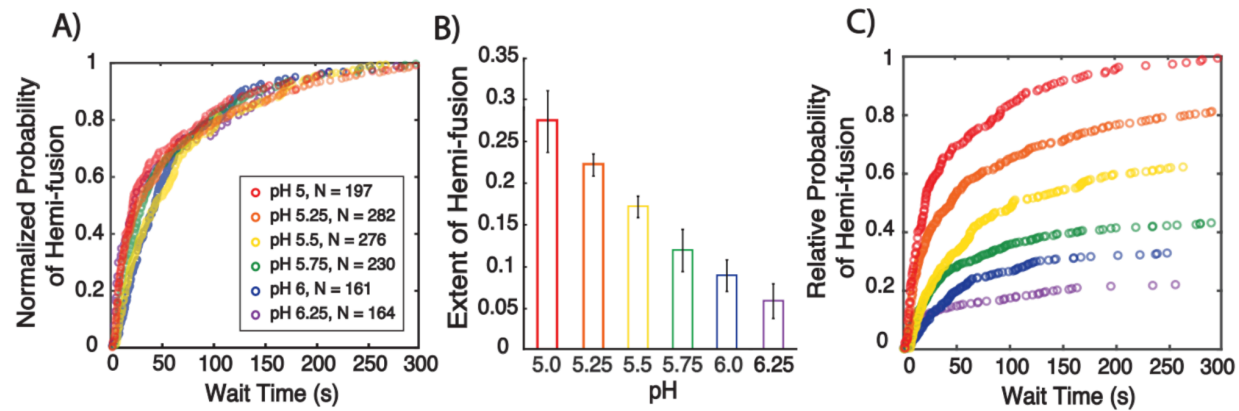 A)
Normalized Probability
of Hemi-fusion
1
0.8
0.6
0.4
0.2
0
pH 5, N = 197
pH 5.25, N = 282
pH 5.5, N = 276
pH 5.75, N = 230
pH 6, N = 161
pH 6.25, N = 164
0 50 100 150 200 250 300
Wait Time (s)
B)
Extent of Hemi-fusion
0.35
0.3
0.25
0.2
0.15
0.1
0.05
0
5.0 5.25 5.5 5.75 6.0 6.25
pH
C)
Relative Probability
of Hemi-fusion
1
0.8
0.6
0.4
0.2
0
0 50 100 150 200 250 300
Wait Time (s)